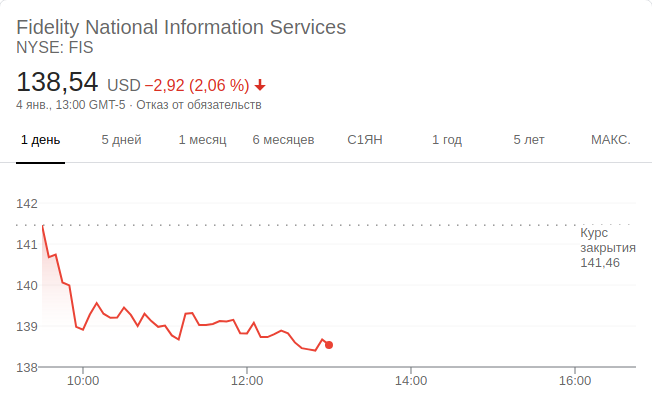 Fidelity National Information Services
NYSE: FIS
138,54 USD −2,92 (2,06 %)
4 янв., 13:00 GMT-5 · Отказ от обязательств
1 день 5 дней 1 месяц 6 месяцев С1ЯН 1 год 5 лет МАКС.
142
141
140
139
138
Курс
закрытия
141,46
10:00 12:00 14:00 16:00